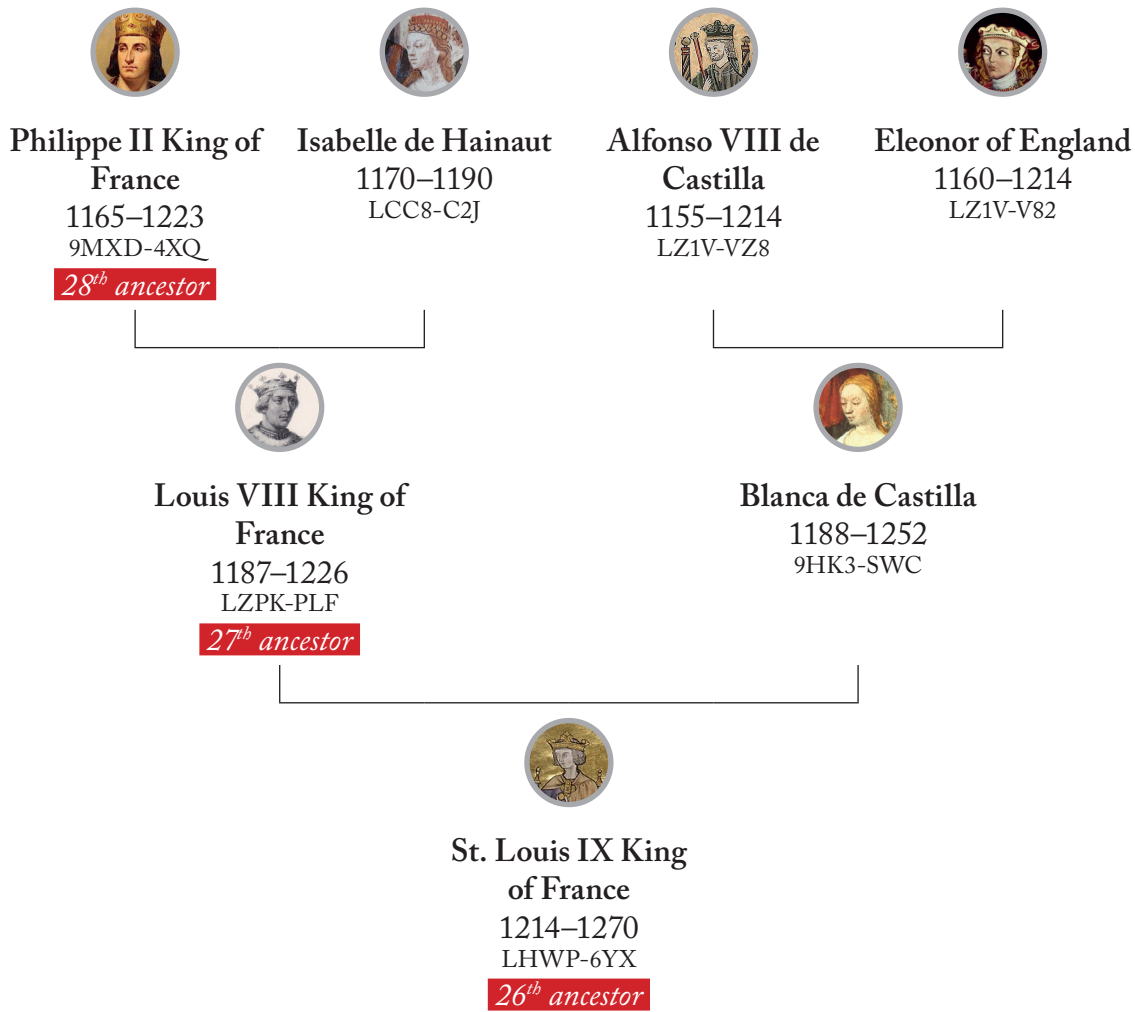 Philippe II King of
France
1165–1223
9MXD-4XQ
28th ancestor
Isabelle de Hainaut
1170–1190
LCC8-C2J
Alfonso VIII de
Castilla
1155–1214
LZ1V-VZ8
Eleonor of England
1160–1214
LZ1V-V82
Louis VIII King of
France
1187–1226
LZPK-PLF
27th ancestor
Blanca de Castilla
1188–1252
9HK3-SWC
St. Louis IX King
of France
1214–1270
LHWP-6YX
26th ancestor